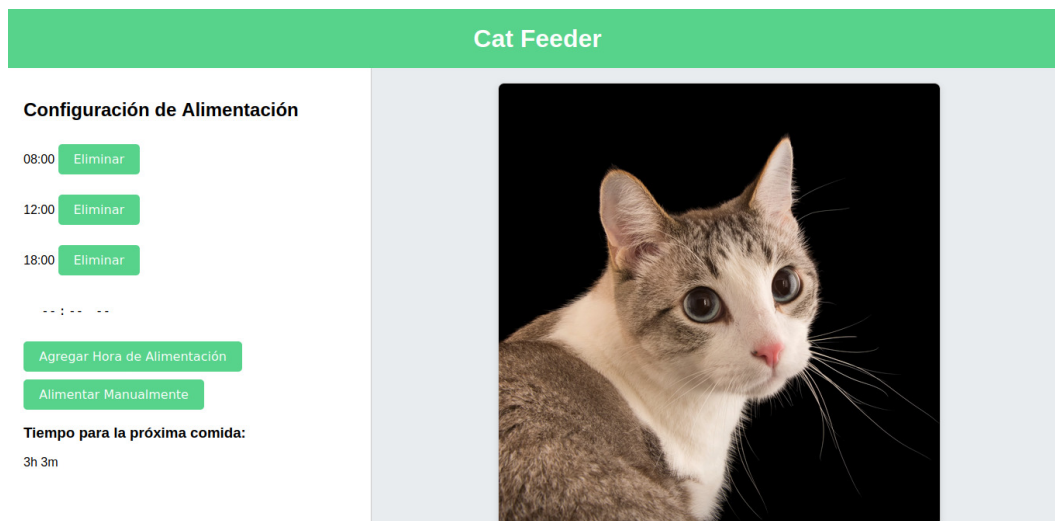 Cat Feeder
Configuración de Alimentación
08:00 Eliminar
12:00 Eliminar
18:00 Eliminar
--:-- --
Agregar Hora de Alimentación
Alimentar Manualmente
Tiempo para la próxima comida:
3h 3m